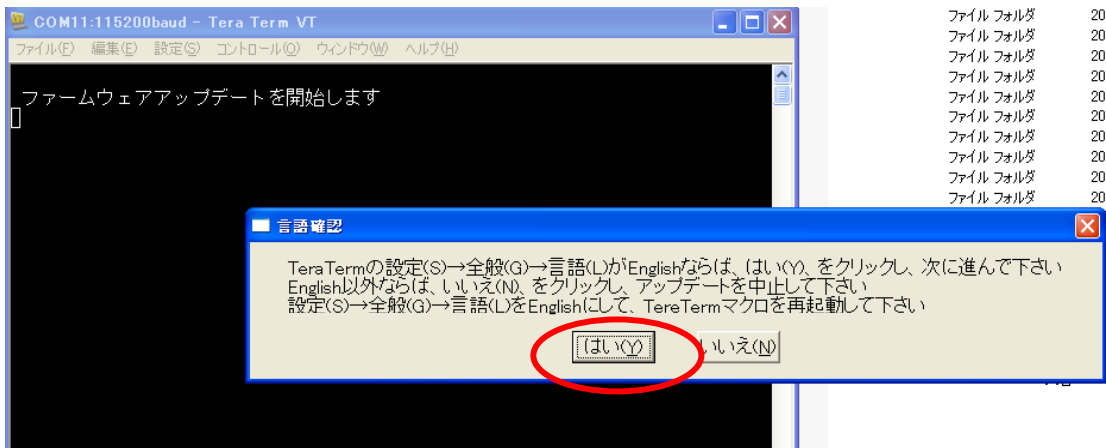 COM11:115200baud - Tera Term VT
ファイル(F) 編集(E) 設定(S) コントロール(O) ウィンドウ(W) ヘルプ(H)
ファームウェアアップデートを開始します
ファイル フォルダ 20
ファイル フォルダ 20
ファイル フォルダ 20
ファイル フォルダ 20
ファイル フォルダ 20
ファイル フォルダ 20
ファイル フォルダ 20
ファイル フォルダ 20
ファイル フォルダ 20
ファイル フォルダ 20
言語確認
TeraTermの設定(S)→全般(G)→言語(L)がEnglishならば、はい(Y)、をクリックし、次に進んで下さい
English以外ならば、いいえ(N)、をクリックし、アップデートを中止して下さい
設定(S)→全般(G)→言語(L)をEnglishにして、TereTermマクロを再起動して下さい
はい(Y) いいえ(N)